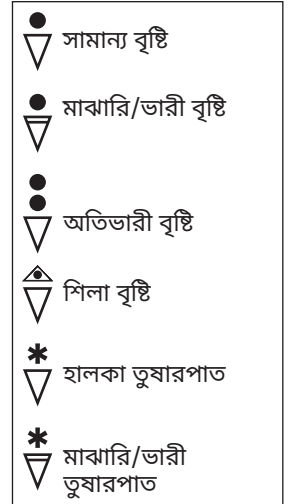 সামান্য বৃষ্টি
মাঝারি/ভারী বৃষ্টি
অতিভারী বৃষ্টি
শিলা বৃষ্টি
হালকা তুষারপাত
মাঝারি/ভারী
তুষারপাত